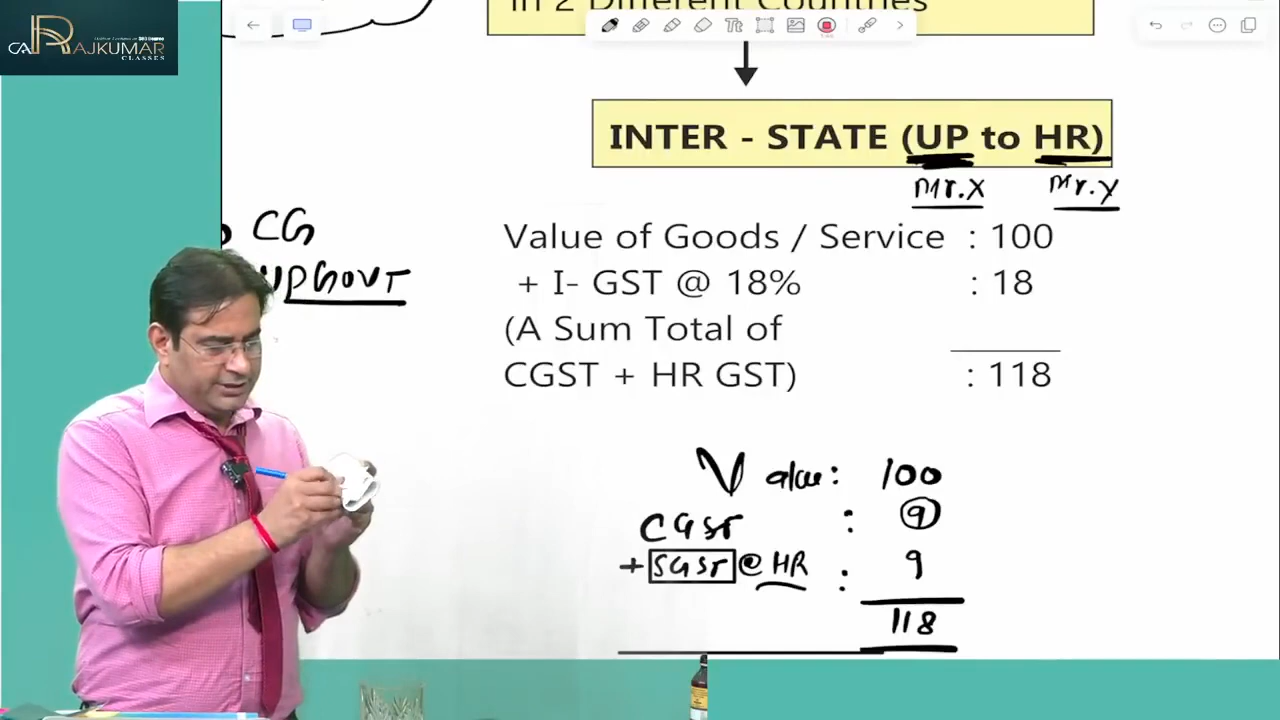 CA RAJKUMAR
CLASSES
In 2 Different Countries
INTER - STATE (UP to HR)
Mr.X Mr.Y
CG
UP GOVT
Value of Goods / Service : 100
+ I- GST @ 18% : 18
(A Sum Total of
CGST + HR GST) : 118
Value: 100
CGST : 9
+ SGST @ HR : 9
118